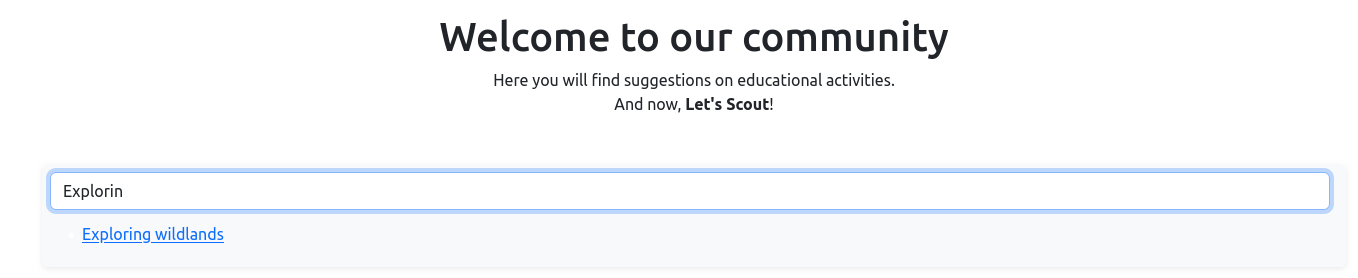 Welcome to our community
Here you will find suggestions on educational activities.
And now, Let's Scout!
Explorin
Exploring wildlands